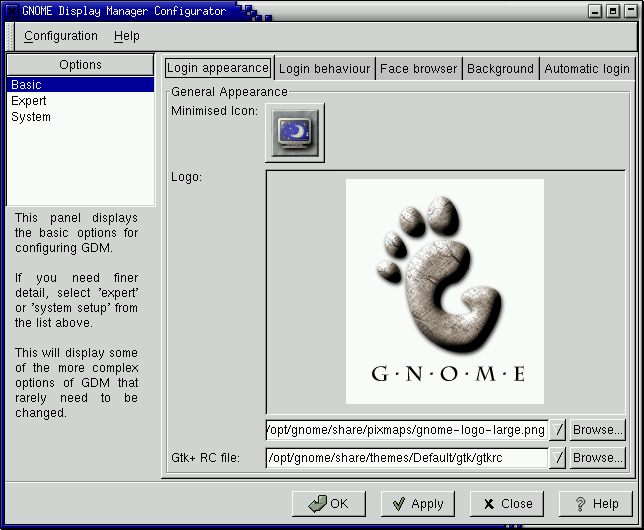 GNOME Display Manager Configurator
Configuration Help
Options
Basic
Expert
System
This panel displays
the basic options for
configuring GDM.
If you need finer
detail, select 'expert'
or 'system setup' from
the list above.
This will display some
of the more complex
options of GDM that
rarely need to be
changed.
Login appearance Login behaviour Face browser Background Automatic login
General Appearance
Minimised Icon:
Logo:
G·N·O·M·E
/opt/gnome/share/pixmaps/gnome-logo-large.png Browse...
Gtk+ RC file: /opt/gnome/share/themes/Default/gtk/gtkrc Browse...
OK Apply Close ? Help